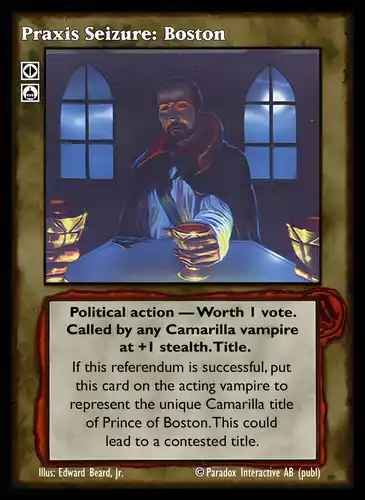 Praxis Seizure: Boston
Political action — Worth 1 vote.
Called by any Camarilla vampire
at +1 stealth. Title.
If this referendum is successful, put
this card on the acting vampire to
represent the unique Camarilla title
of Prince of Boston. This could
lead to a contested title.
Illus: Edward Beard, Jr.
© Paradox Interactive AB (publ)